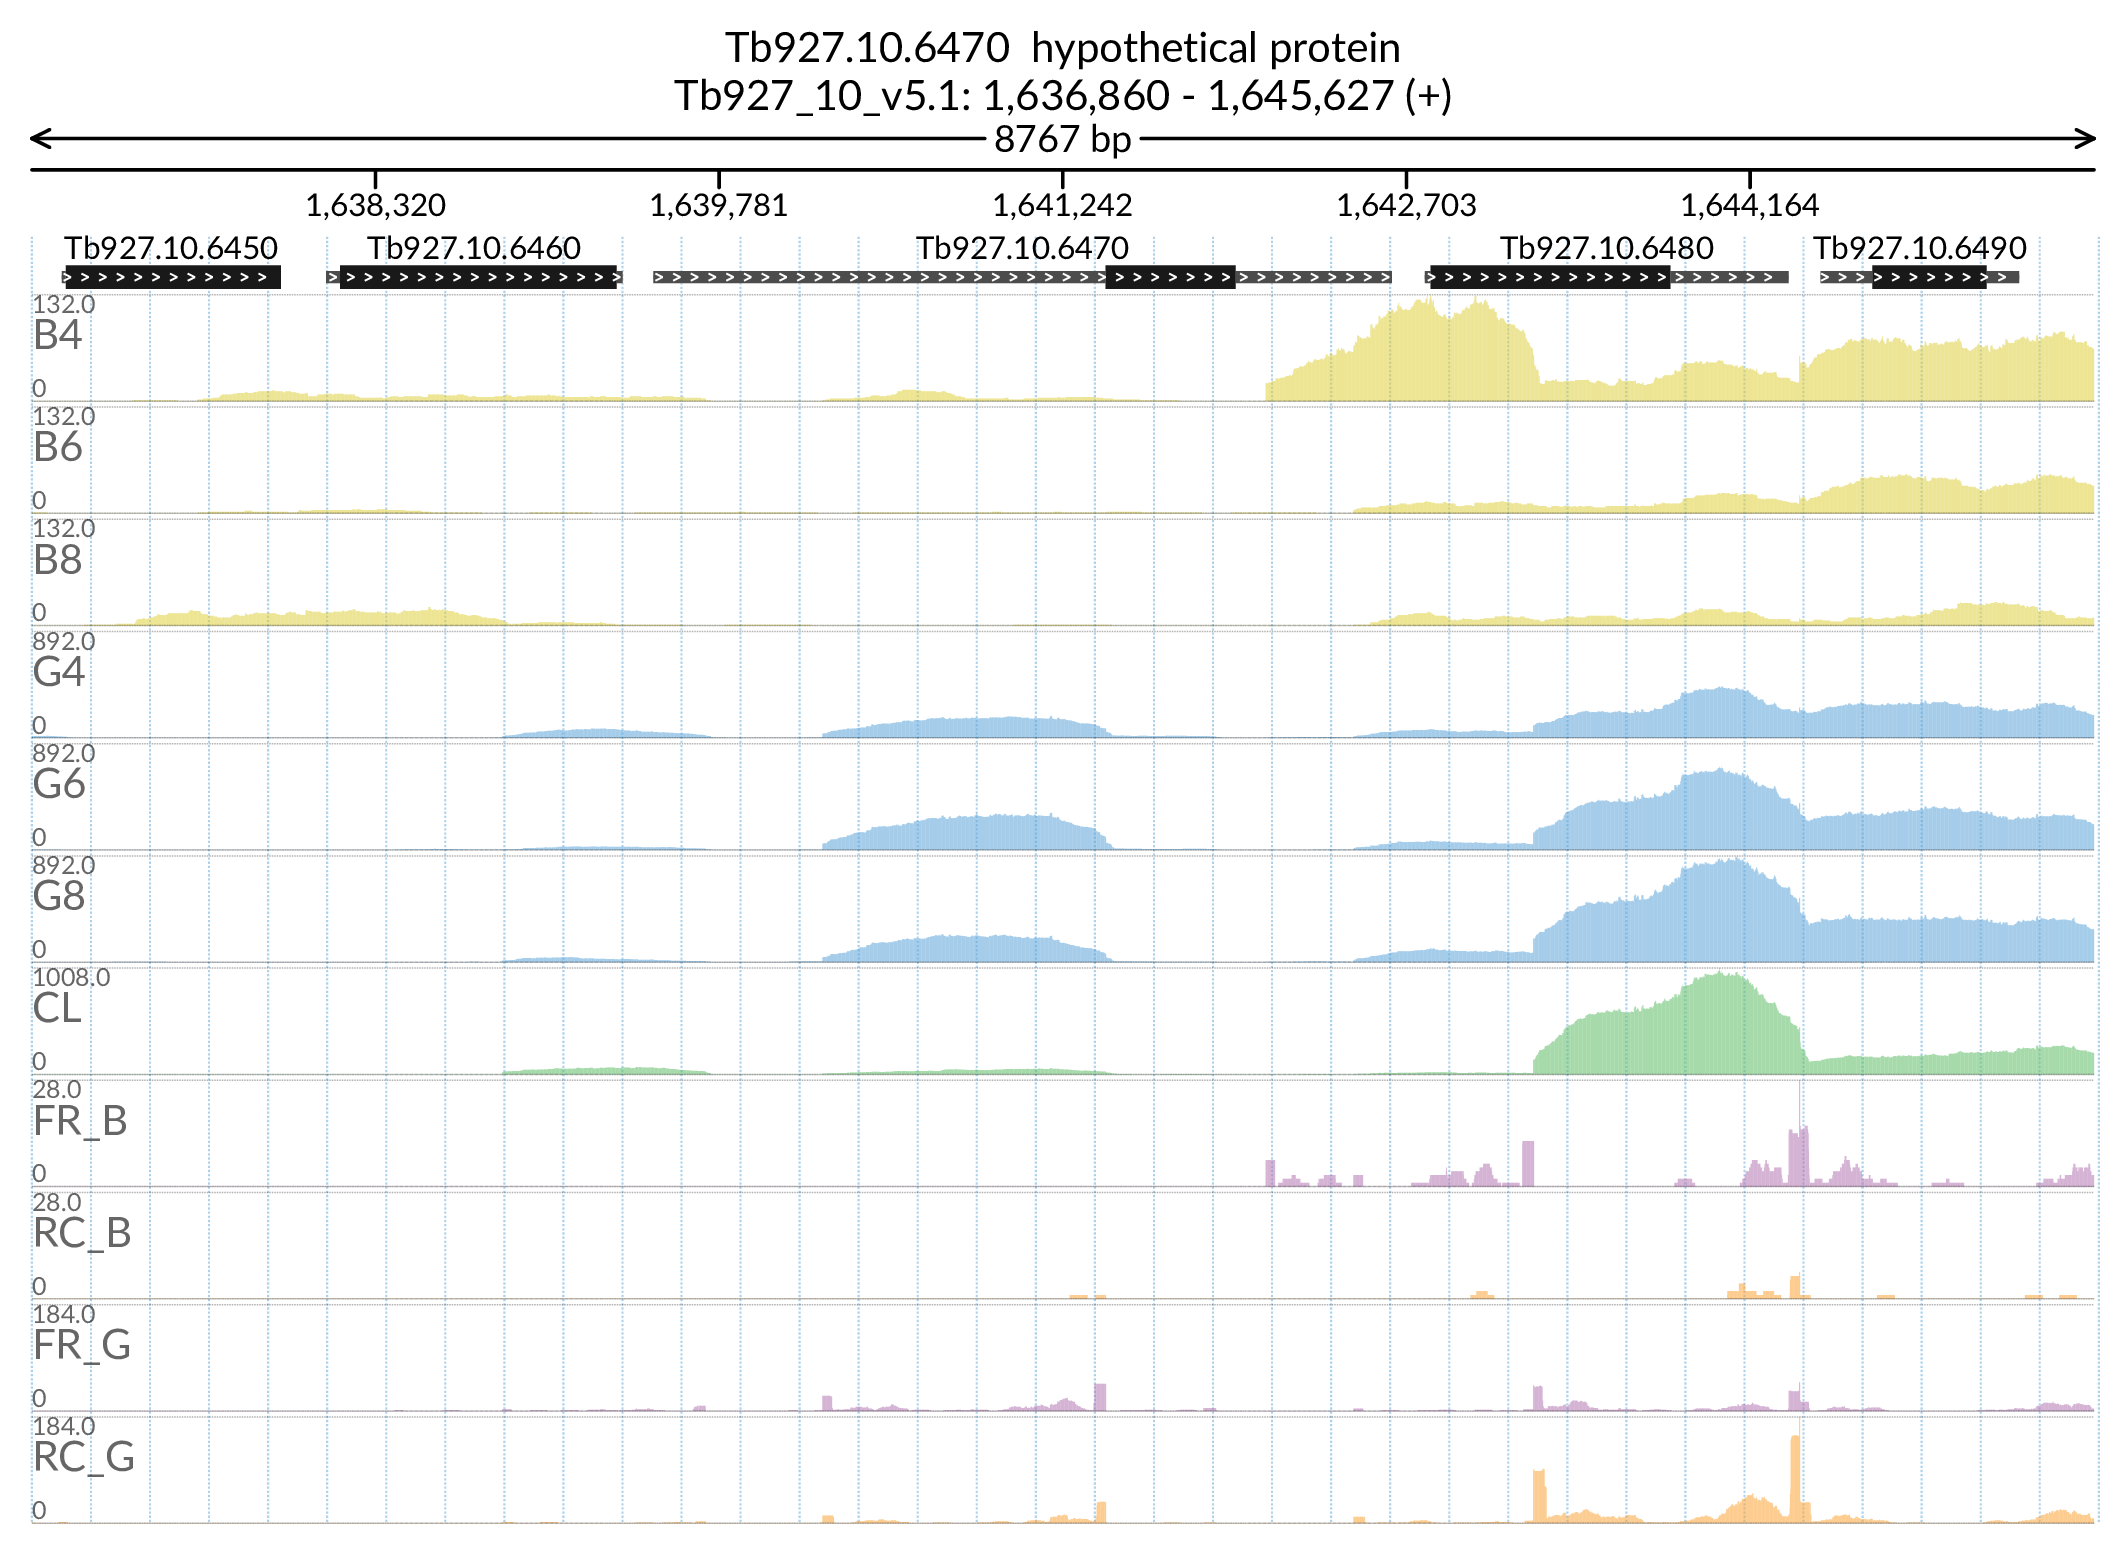 Tb927.10.6470 hypothetical protein
Tb927_10_v5.1: 1,636,860 - 1,645,627 (+)
8767 bp
1,638,320 1,639,781 1,641,242 1,642,703 1,644,164
Tb927.10.6450 Tb927.10.6460 Tb927.10.6470 Tb927.10.6480 Tb927.10.6490
132.0
B4
0
132.0
B6
0
132.0
B8
0
892.0
G4
0
892.0
G6
0
892.0
G8
0
1008.0
CL
0
28.0
FR_B
0
28.0
RC_B
0
184.0
FR_G
0
184.0
RC_G
0